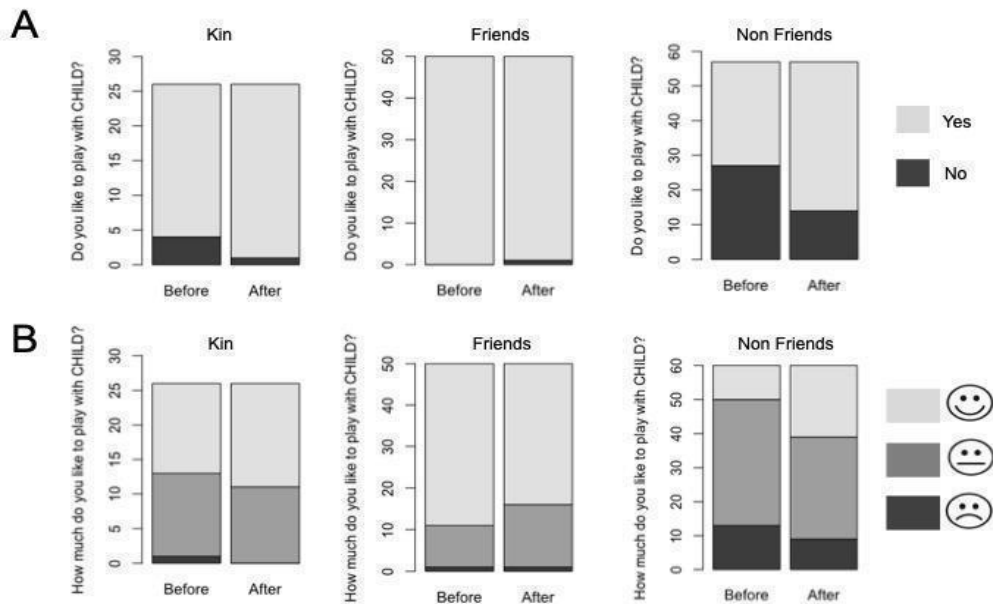 A
Kin
Friends
Non Friends
Do you like to play with CHILD?
30
25
20
15
10
5
0
Before
After
Do you like to play with CHILD?
50
40
30
20
10
0
Before
After
Do you like to play with CHILD?
60
50
40
30
20
10
0
Before
After
Yes
No
B
Kin
Friends
Non Friends
How much do you like to play with CHILD?
30
25
20
15
10
5
0
Before
After
How much do you like to play with CHILD?
50
40
30
20
10
0
Before
After
How much do you like to play with CHILD?
60
50
40
30
20
10
0
Before
After